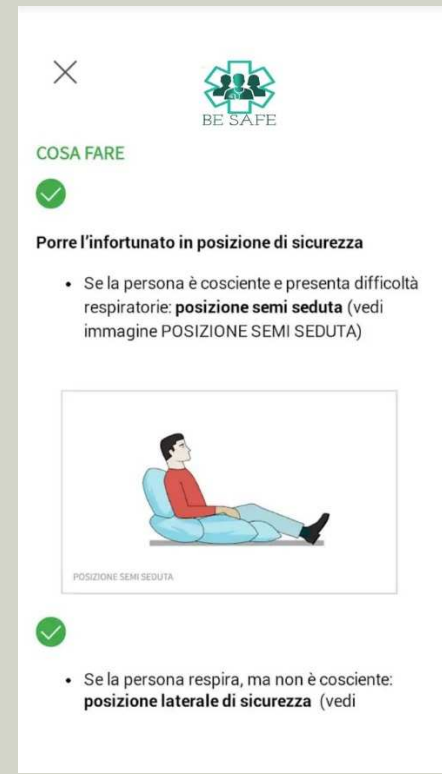 BE SAFE
COSA FARE
Porre l'infortunato in posizione di sicurezza
• Se la persona è cosciente e presenta difficoltà
respiratorie: posizione semi seduta (vedi
immagine POSIZIONE SEMI SEDUTA)
POSIZIONE SEMI SEDUTA
• Se la persona respira, ma non è cosciente:
posizione laterale di sicurezza (vedi